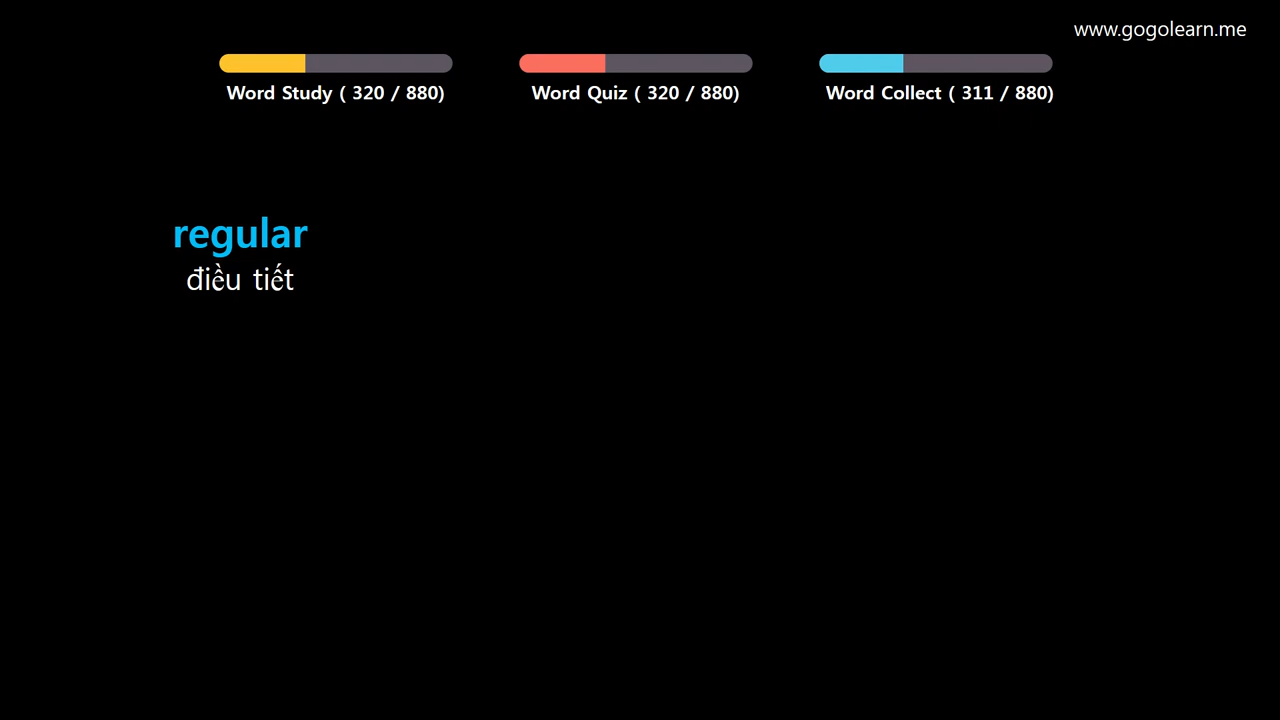 www.gogolearn.me
Word Study ( 320 / 880)
Word Quiz ( 320 / 880)
Word Collect ( 311 / 880)
regular
điều tiết